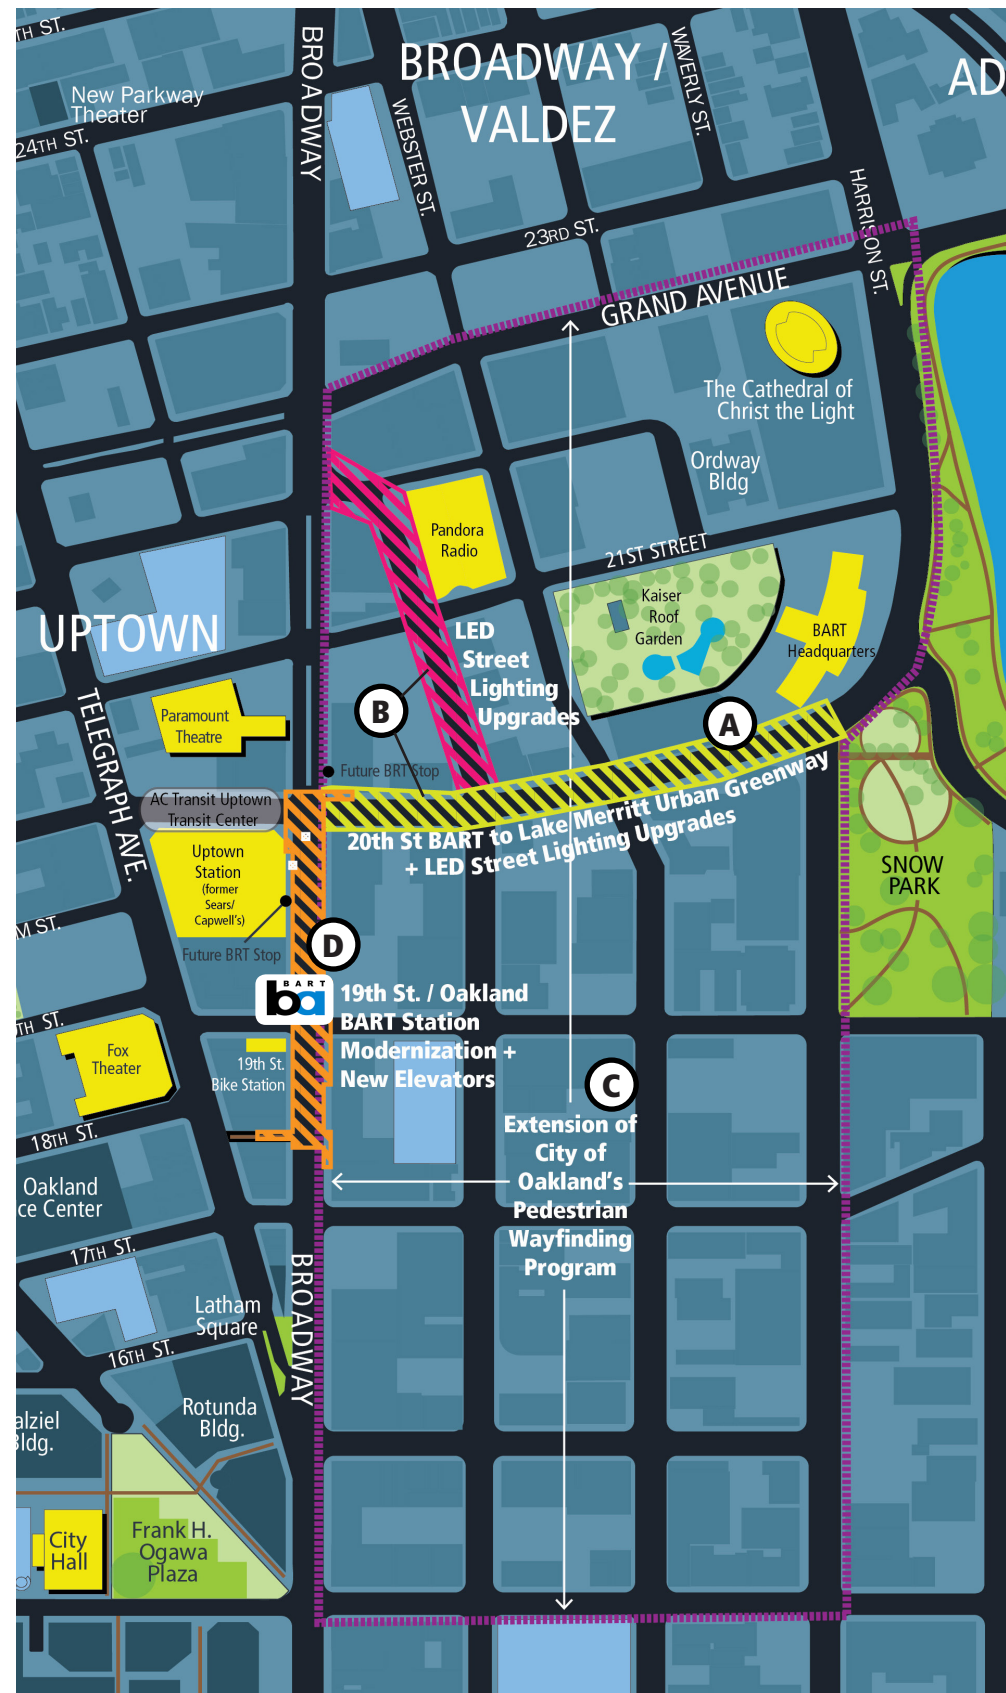 TH ST.
BROADWAY
BROADWAY /
VALDEZ
WAVERLY ST.
AD
New Parkway
Theater
24TH ST.
WEBSTER ST.
HARRISON ST.
23RD ST.
GRAND AVENUE
The Cathedral of
Christ the Light
Ordway
Bldg
Pandora
Radio
21ST STREET
Kaiser
Roof
Garden
BART
Headquarters
UPTOWN
LED
Street
Lighting
Upgrades
B
A
Paramount
Theatre
TELEGRAPH AVE.
Future BRT Stop
AC Transit Uptown
Transit Center
20th St BART to Lake Merritt Urban Greenway
+ LED Street Lighting Upgrades
Uptown
Station
(former
Sears/
Capwell's)
SNOW
PARK
M ST.
Future BRT Stop
D
BART
ba
19th St. / Oakland
BART Station
Modernization +
New Elevators
TH ST.
Fox
Theater
19th St.
Bike Station
C
Extension of
City of
Oakland's
Pedestrian
Wayfinding
Program
18TH ST.
Oakland
ce Center
17TH ST.
BROADWAY
Latham
Square
16TH ST.
alziel
Bldg.
Rotunda
Bldg.
City
Hall
Frank H.
Ogawa
Plaza